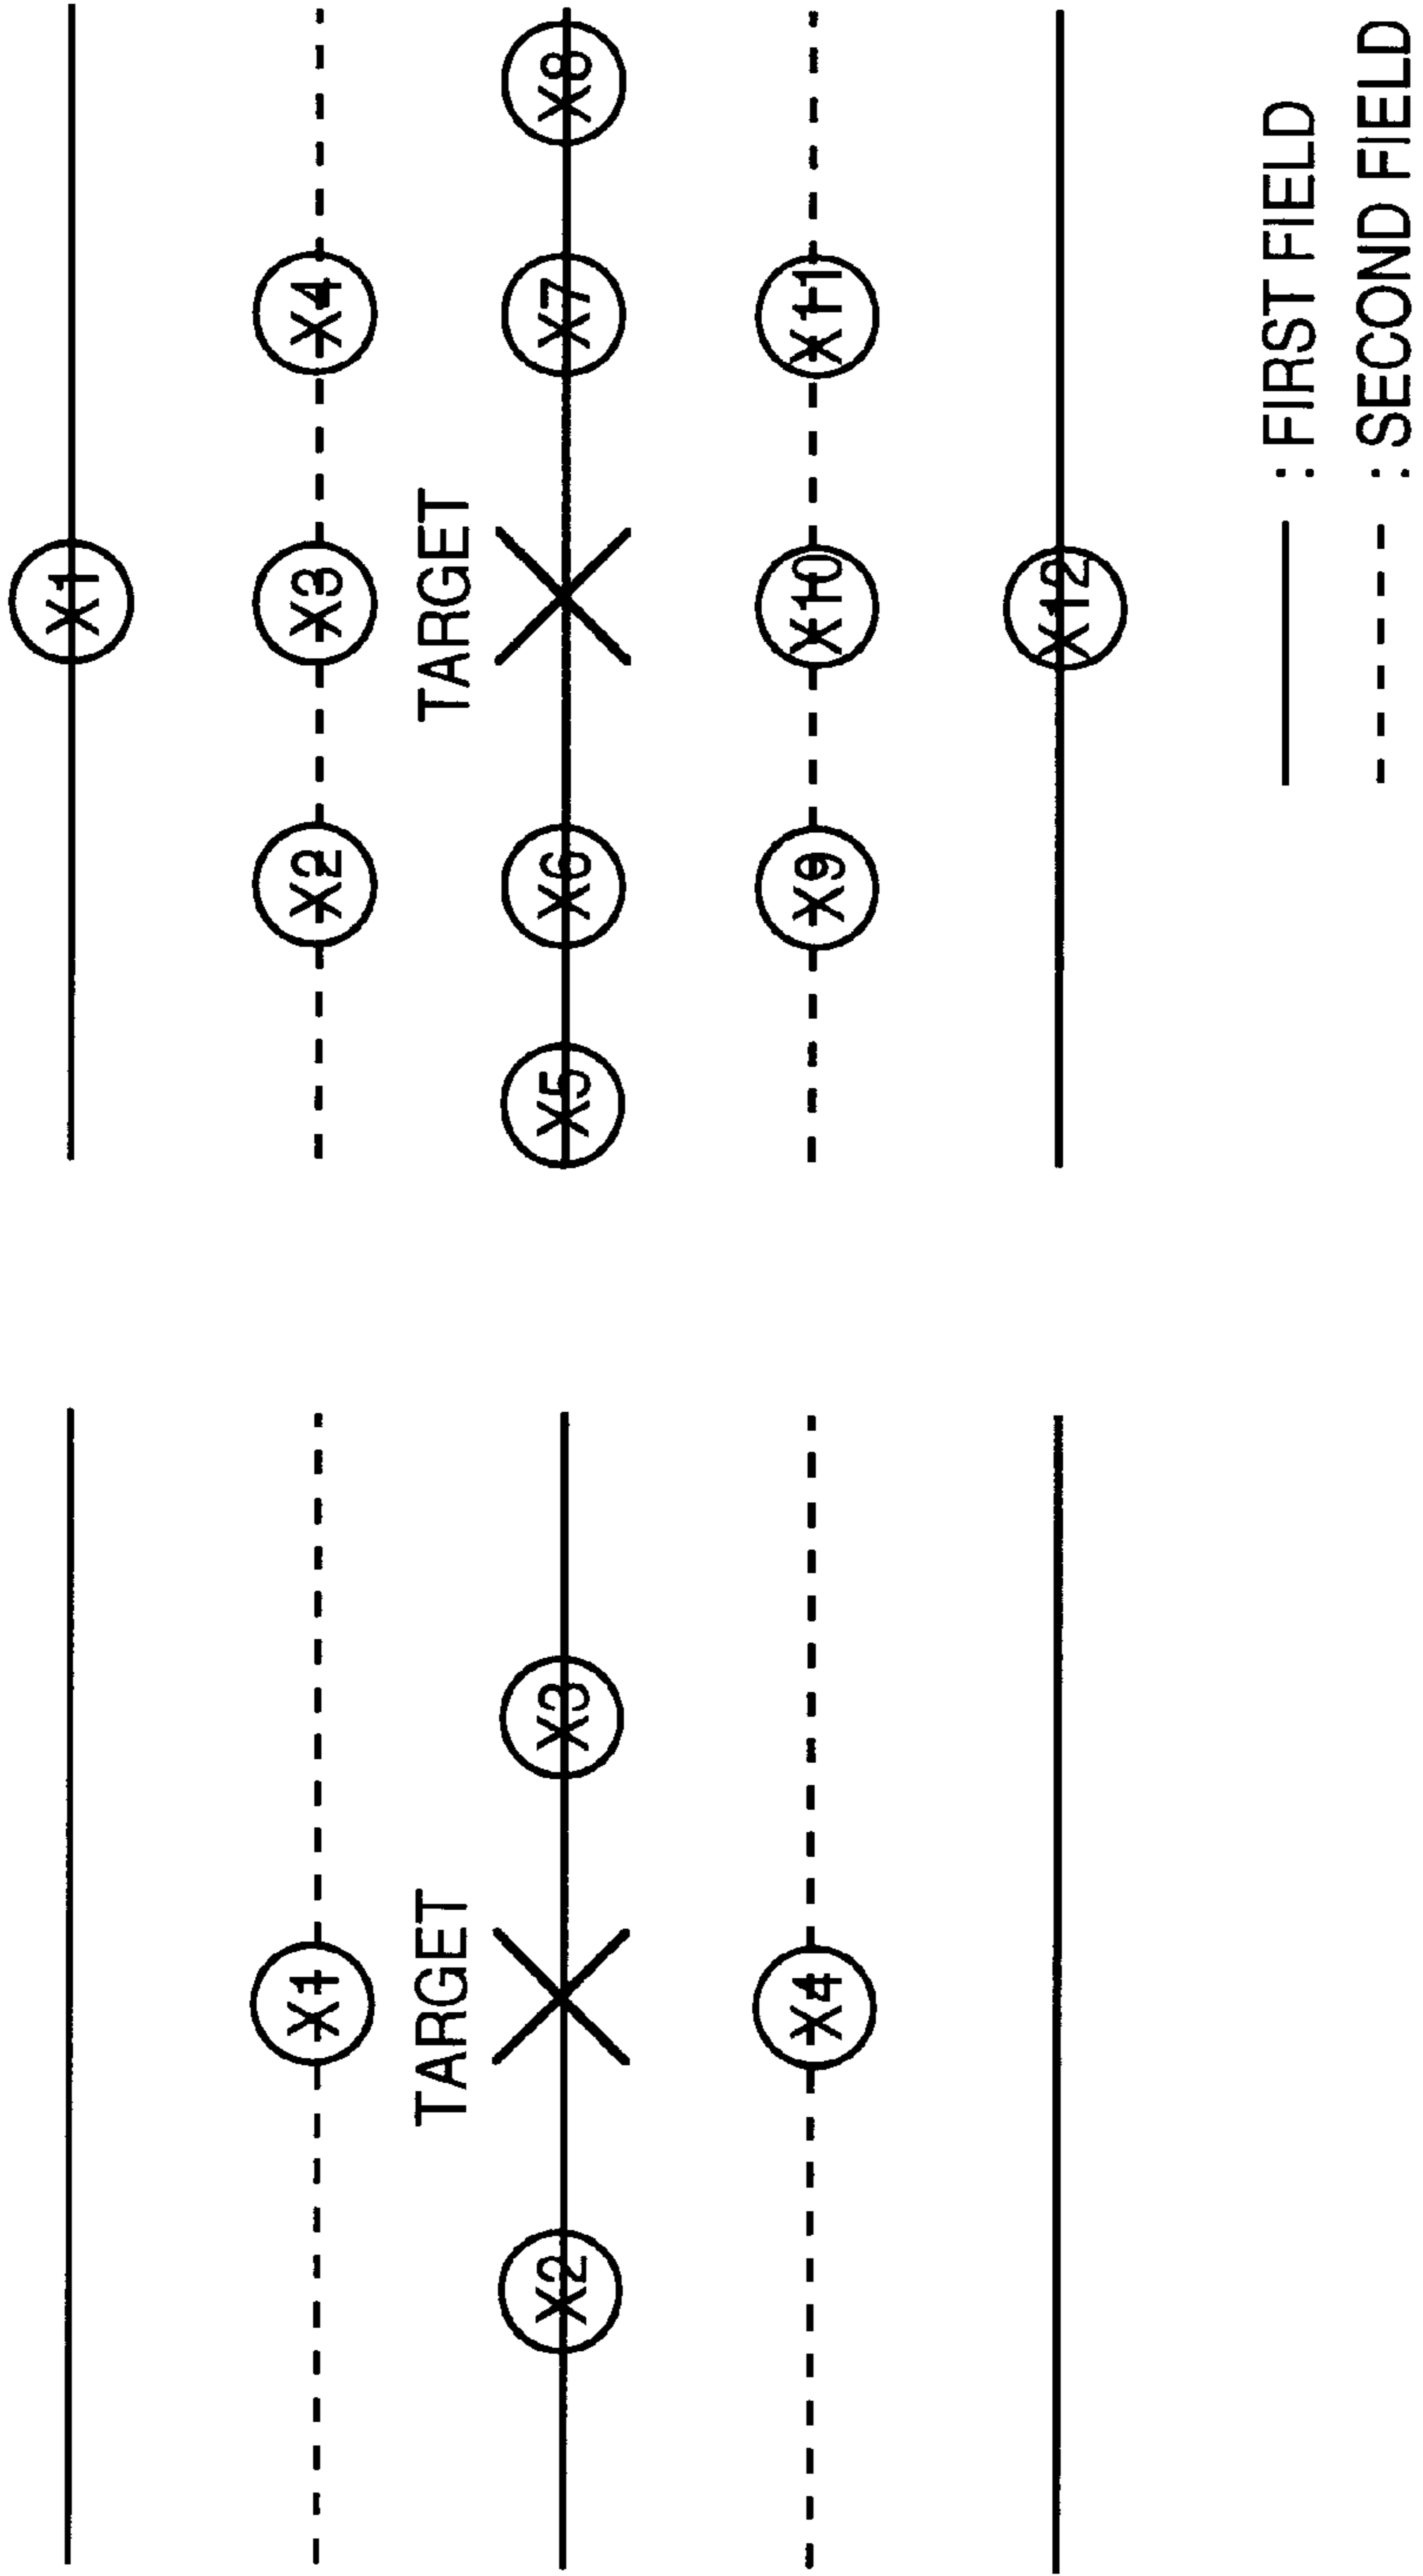 X1
TARGET
X2 X3
X4
X1
X2 X3 X4
TARGET
X5 X6 X7 X8
X9 X10 X11
X12
: FIRST FIELD
: SECOND FIELD